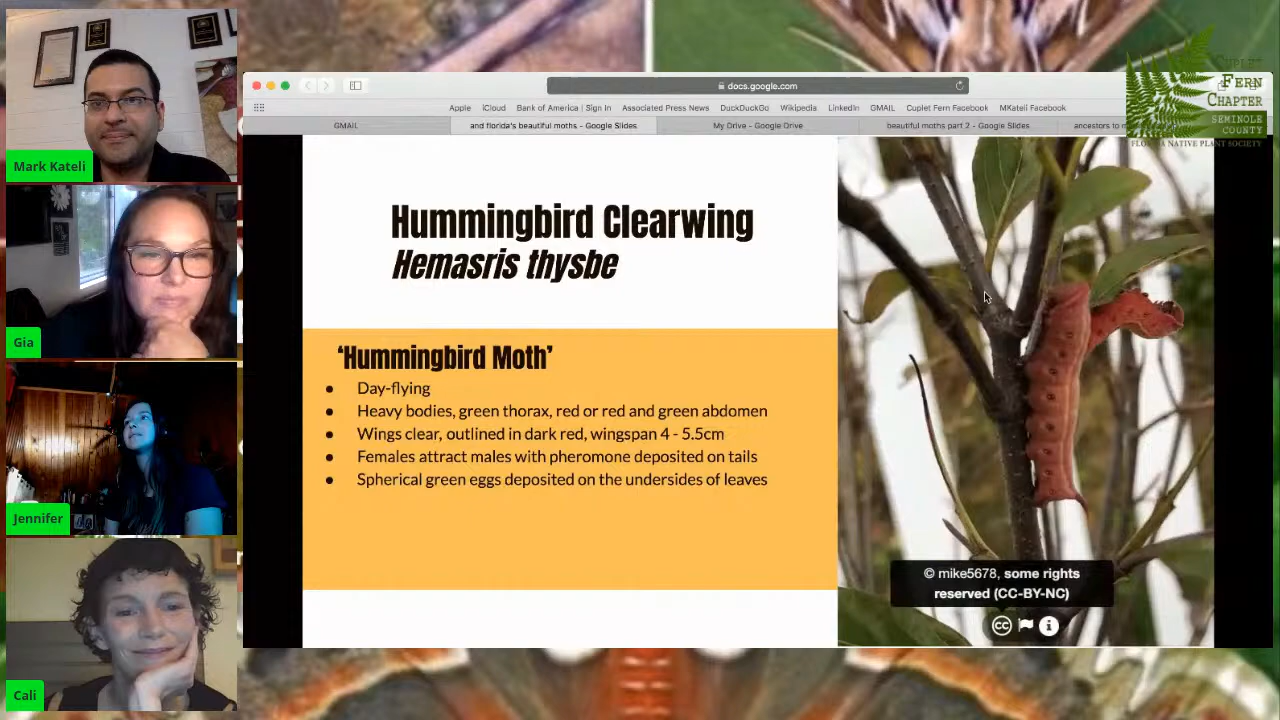 Mark Kateli
Gia
Jennifer
Cali
docs.google.com
Apple iCloud Bank of America | Sign In Associated Press News DuckDuckGo Wikipedia LinkedIn GMAIL Cuplet Fern Facebook MKateli Facebook
GMAIL and florida's beautiful moths - Google Slides My Drive - Google Drive beautiful moths part 2 - Google Slides ancestors to
CUPLET
FERN
CHAPTER
SEMINOLE
COUNTY
FLORIDA NATIVE PLANT SOCIETY
Hummingbird Clearwing
Hemasris thysbe
‘Hummingbird Moth’
● Day-flying
● Heavy bodies, green thorax, red or red and green abdomen
● Wings clear, outlined in dark red, wingspan 4 - 5.5cm
● Females attract males with pheromone deposited on tails
● Spherical green eggs deposited on the undersides of leaves
© mike5678, some rights
reserved (CC-BY-NC)
cc